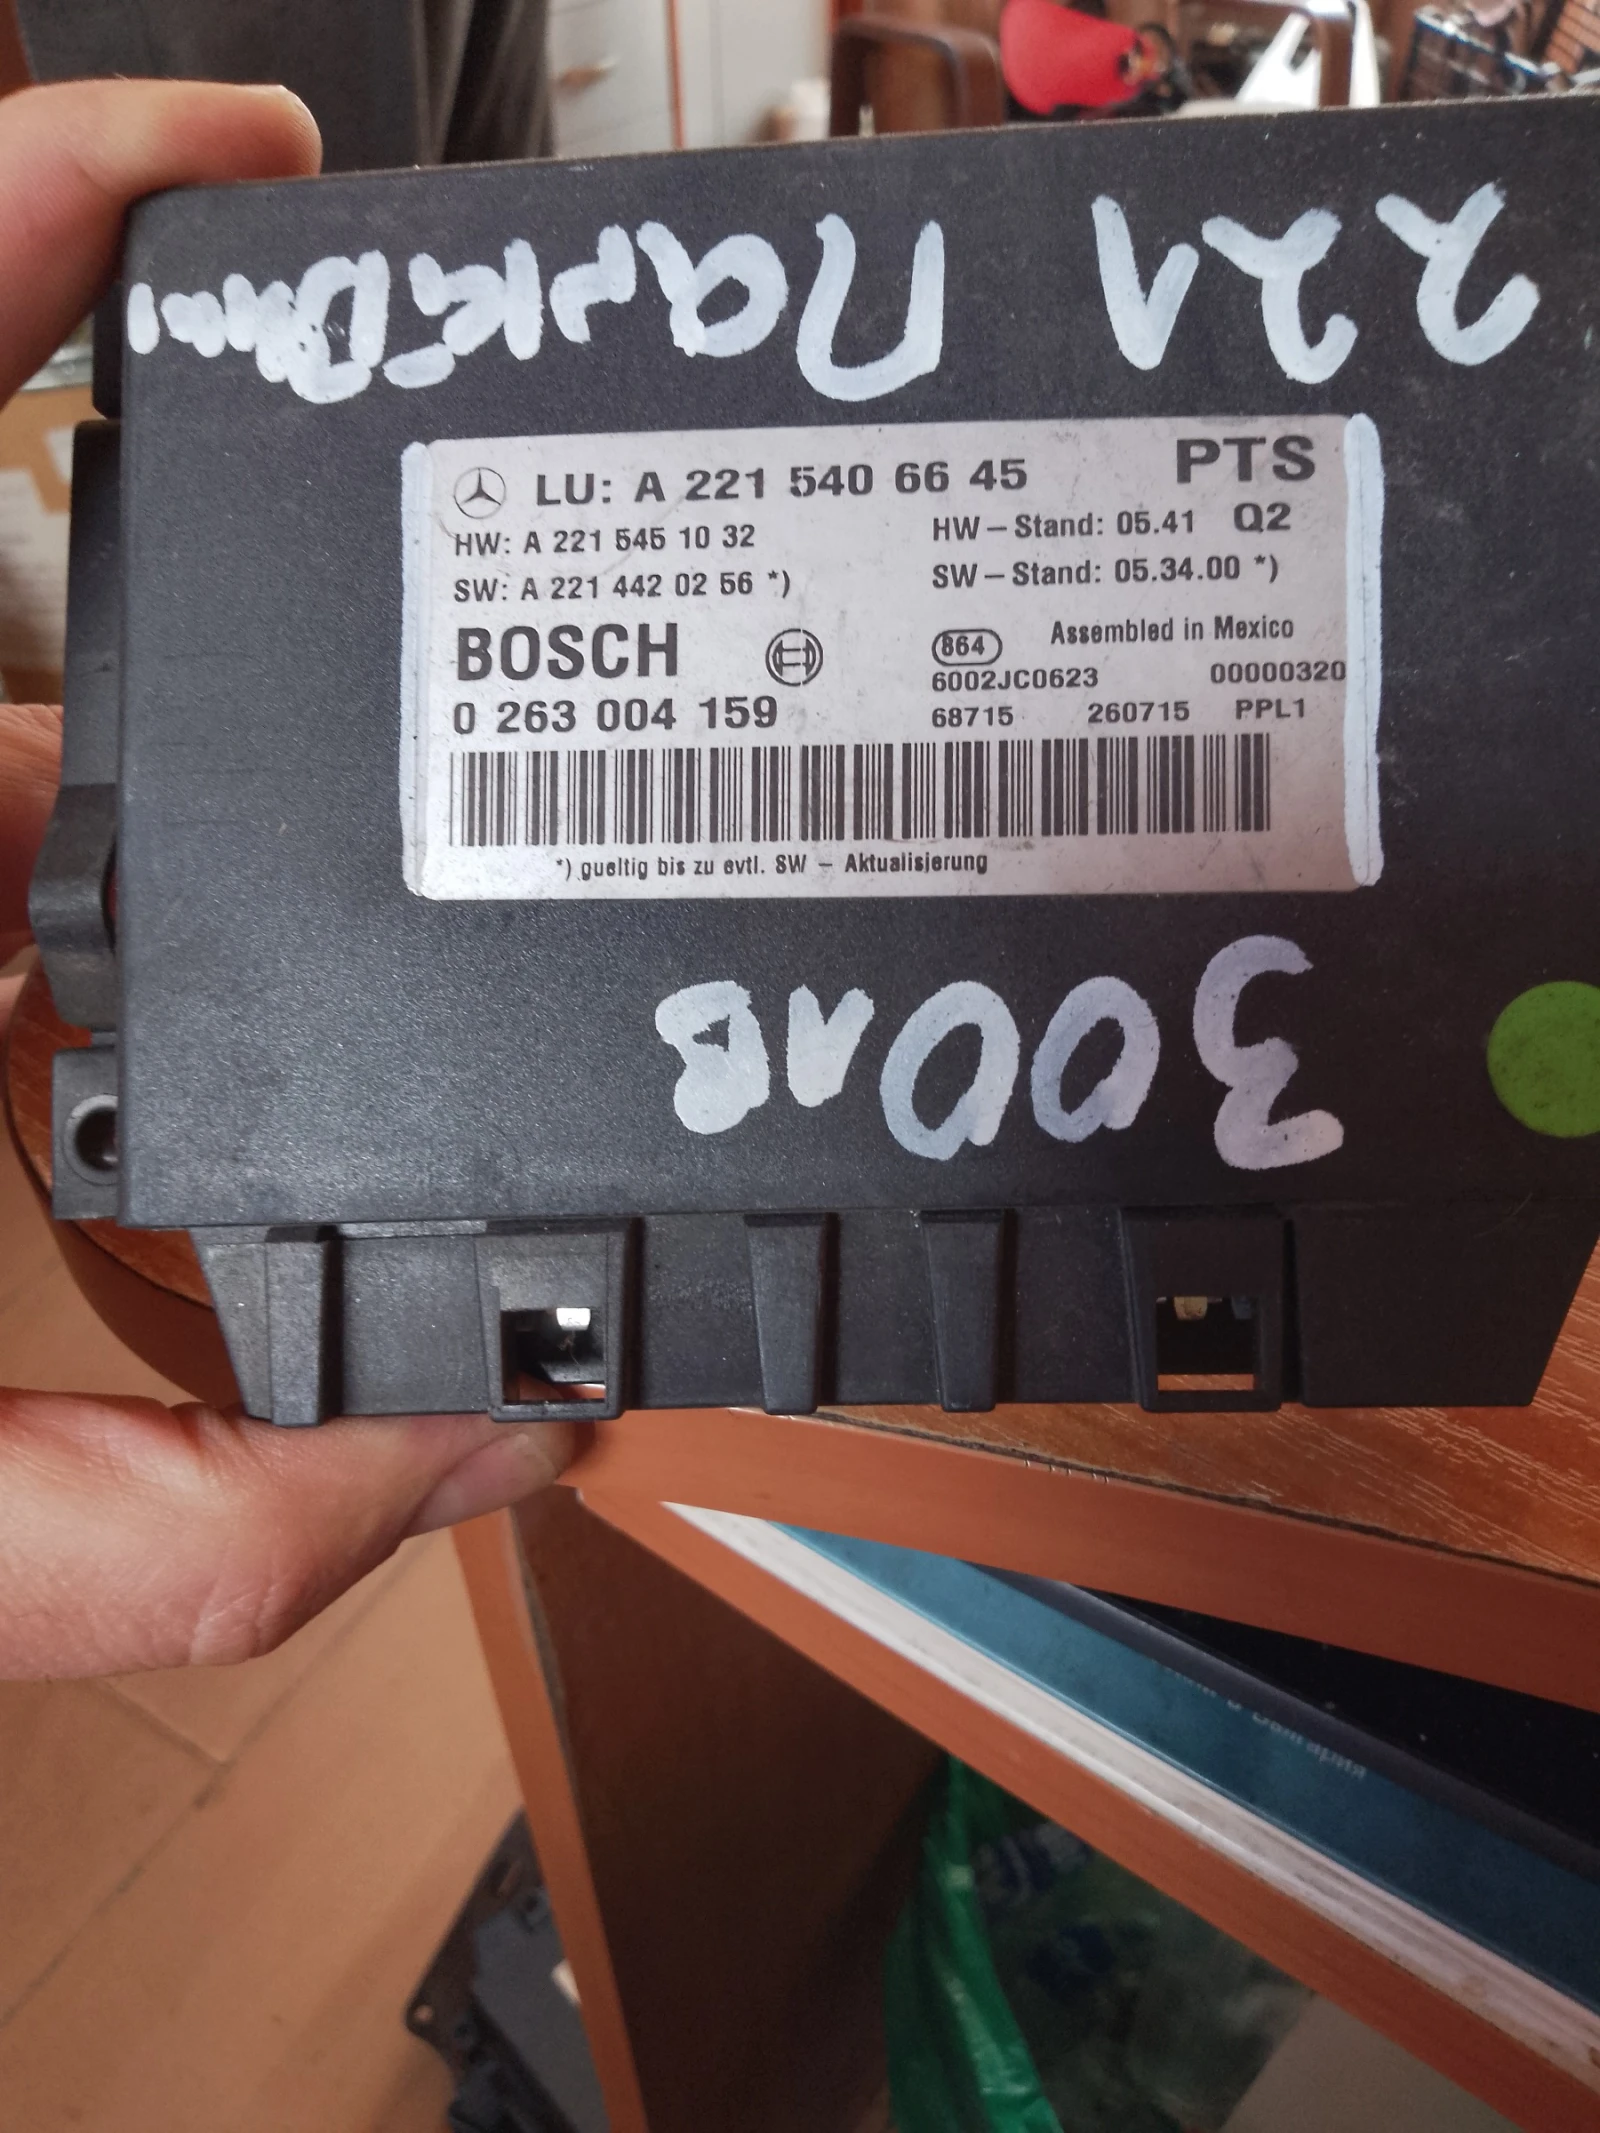 221 Парктрни
LU: A 221 540 66 45 PTS
HW: A 221 545 10 32 HW – Stand: 05.41 Q2
SW: A 221 442 02 56 *) SW – Stand: 05.34.00 *)
BOSCH 864 Assembled in Mexico
6002JC0623 00000320
0 263 004 159 68715 260715 PPL1
*) gueltig bis zu evtl. SW – Aktualisierung
300лв